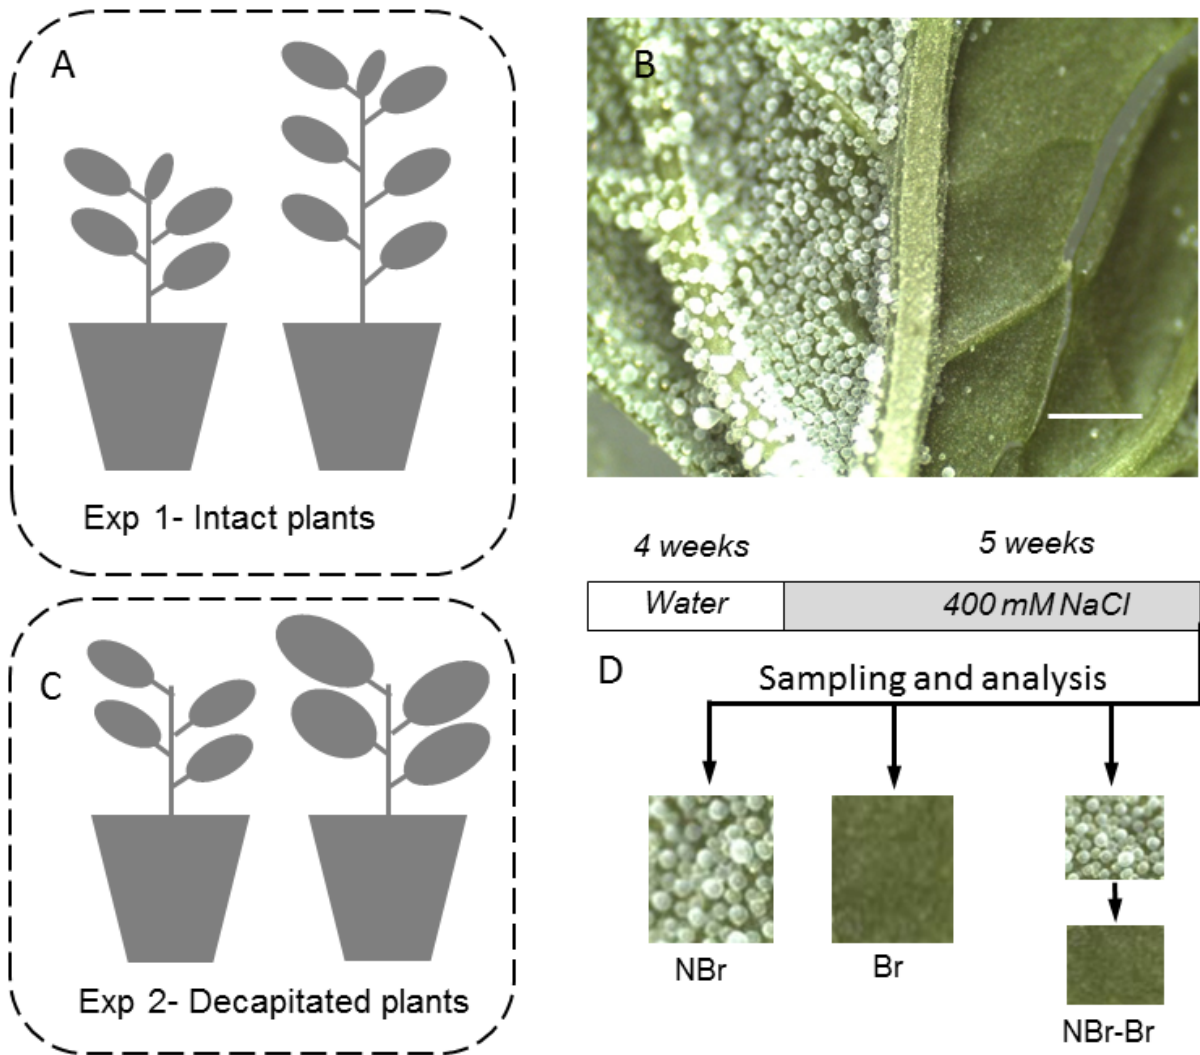 A
Exp 1- Intact plants
B
4 weeks
5 weeks
Water
400 mM NaCl
C
Exp 2- Decapitated plants
D
Sampling and analysis
NBr
Br
NBr-Br